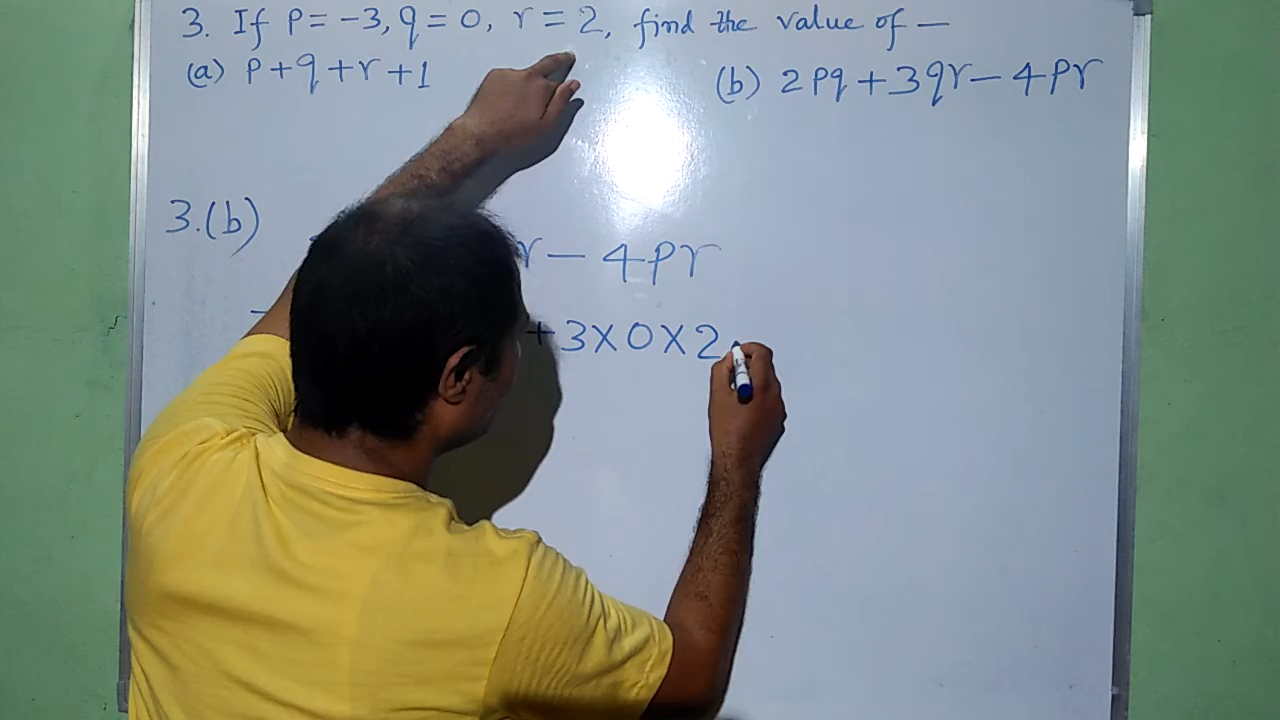 3. If P = -3, q = 0, r = 2, find the value of —
(a) P + q + r + 1
(b) 2pq + 3qr - 4pr
3.(b)
r - 4pr
+ 3 × 0 × 2